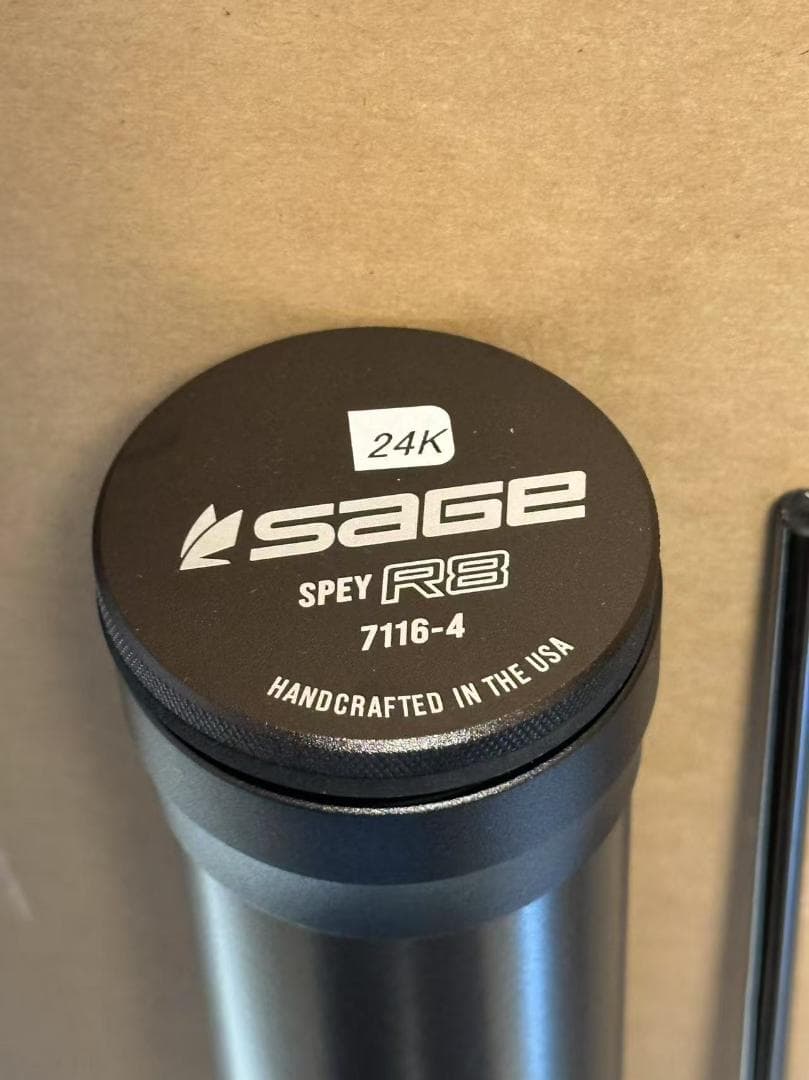 24K
SAGE
SPEY R8
7116-4
HANDCRAFTED IN THE USA